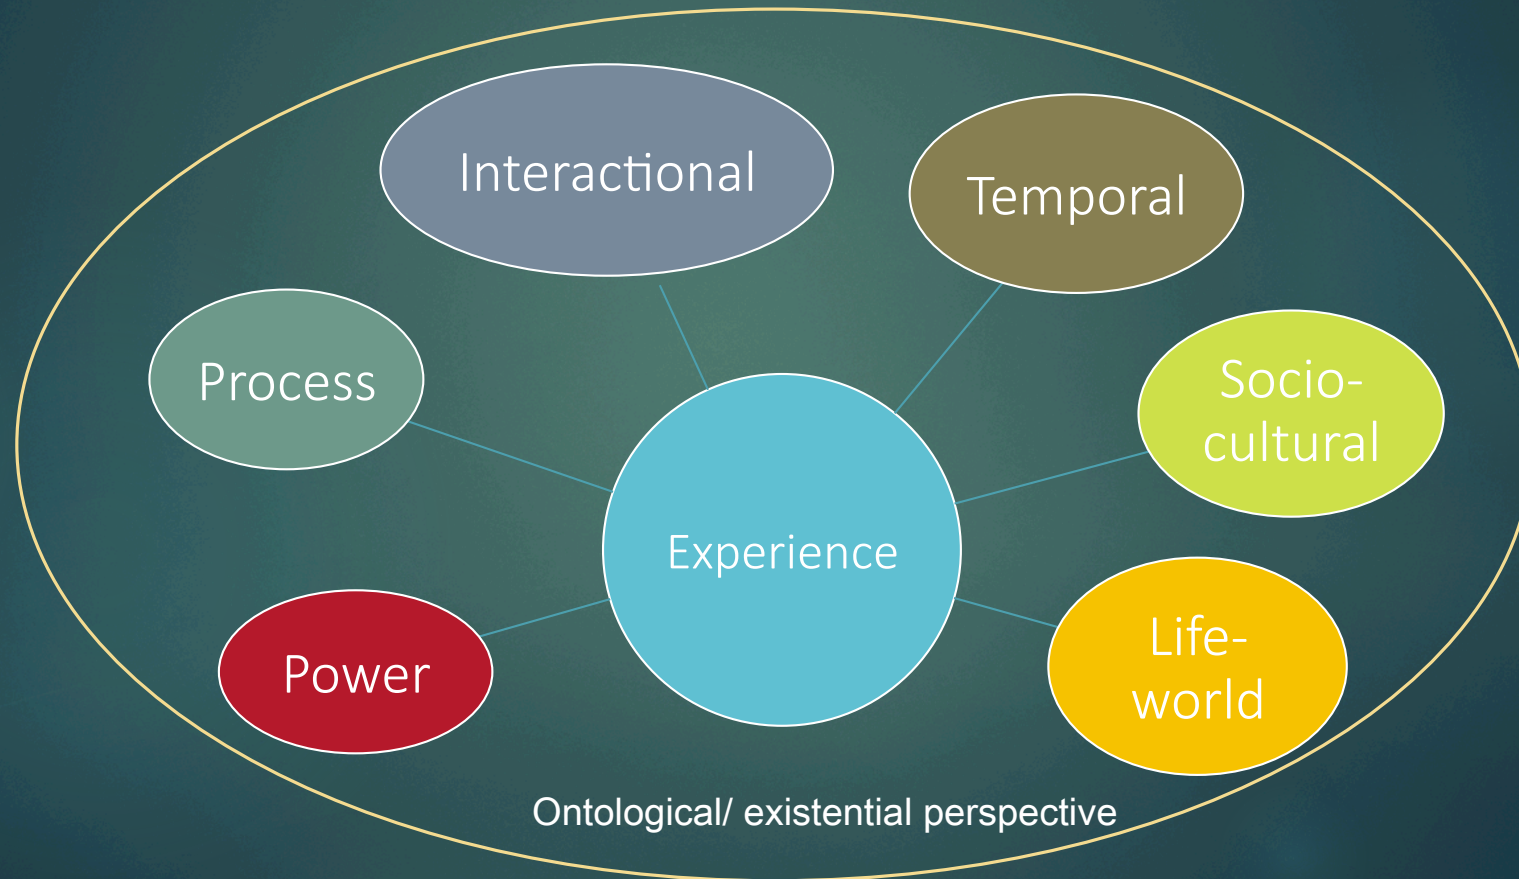 Interactional
Temporal
Process
Socio-
cultural
Experience
Life-
world
Power
Ontological/ existential perspective